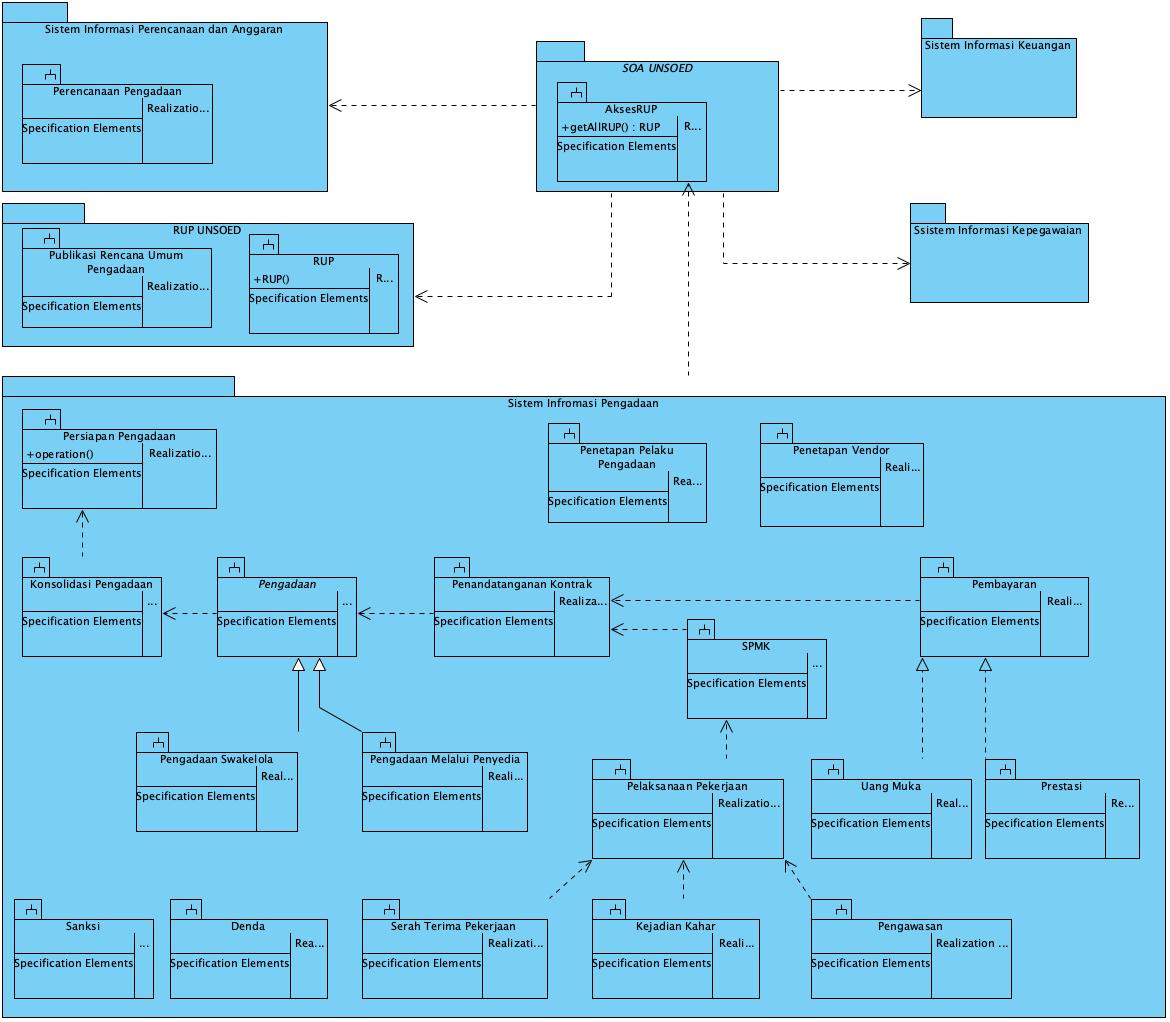 Sistem Informasi Perencanaan dan Anggaran
Perencanaan Pengadaan
Realizatio...
Specification Elements
SOA UNSOED
AksesRUP
+getAllRUP() : RUP
R...
Specification Elements
Sistem Informasi Keuangan
RUP UNSOED
Publikasi Rencana Umum
Pengadaan
Realizatio...
Specification Elements
RUP
+RUP()
R...
Specification Elements
Ssistem Informasi Kepegawaian
Sistem Infromasi Pengadaan
Persiapan Pengadaan
+operation()
Realizatio...
Specification Elements
Penetapan Pelaku
Pengadaan
Rea...
Specification Elements
Penetapan Vendor
Reali...
Specification Elements
Konsolidasi Pengadaan
...
Specification Elements
Pengadaan
...
Specification Elements
Penandatanganan Kontrak
Realiza...
Specification Elements
Pembayaran
Reali...
Specification Elements
SPMK
...
Specification Elements
Pengadaan Swakelola
Real...
Specification Elements
Pengadaan Melalui Penyedia
Reali...
Specification Elements
Pelaksanaan Pekerjaan
Realizatio...
Specification Elements
Uang Muka
Real...
Specification Elements
Prestasi
Re...
Specification Elements
Sanksi
...
Specification Elements
Denda
Rea...
Specification Elements
Serah Terima Pekerjaan
Realizati...
Specification Elements
Kejadian Kahar
Reali...
Specification Elements
Pengawasan
Realization ...
Specification Elements